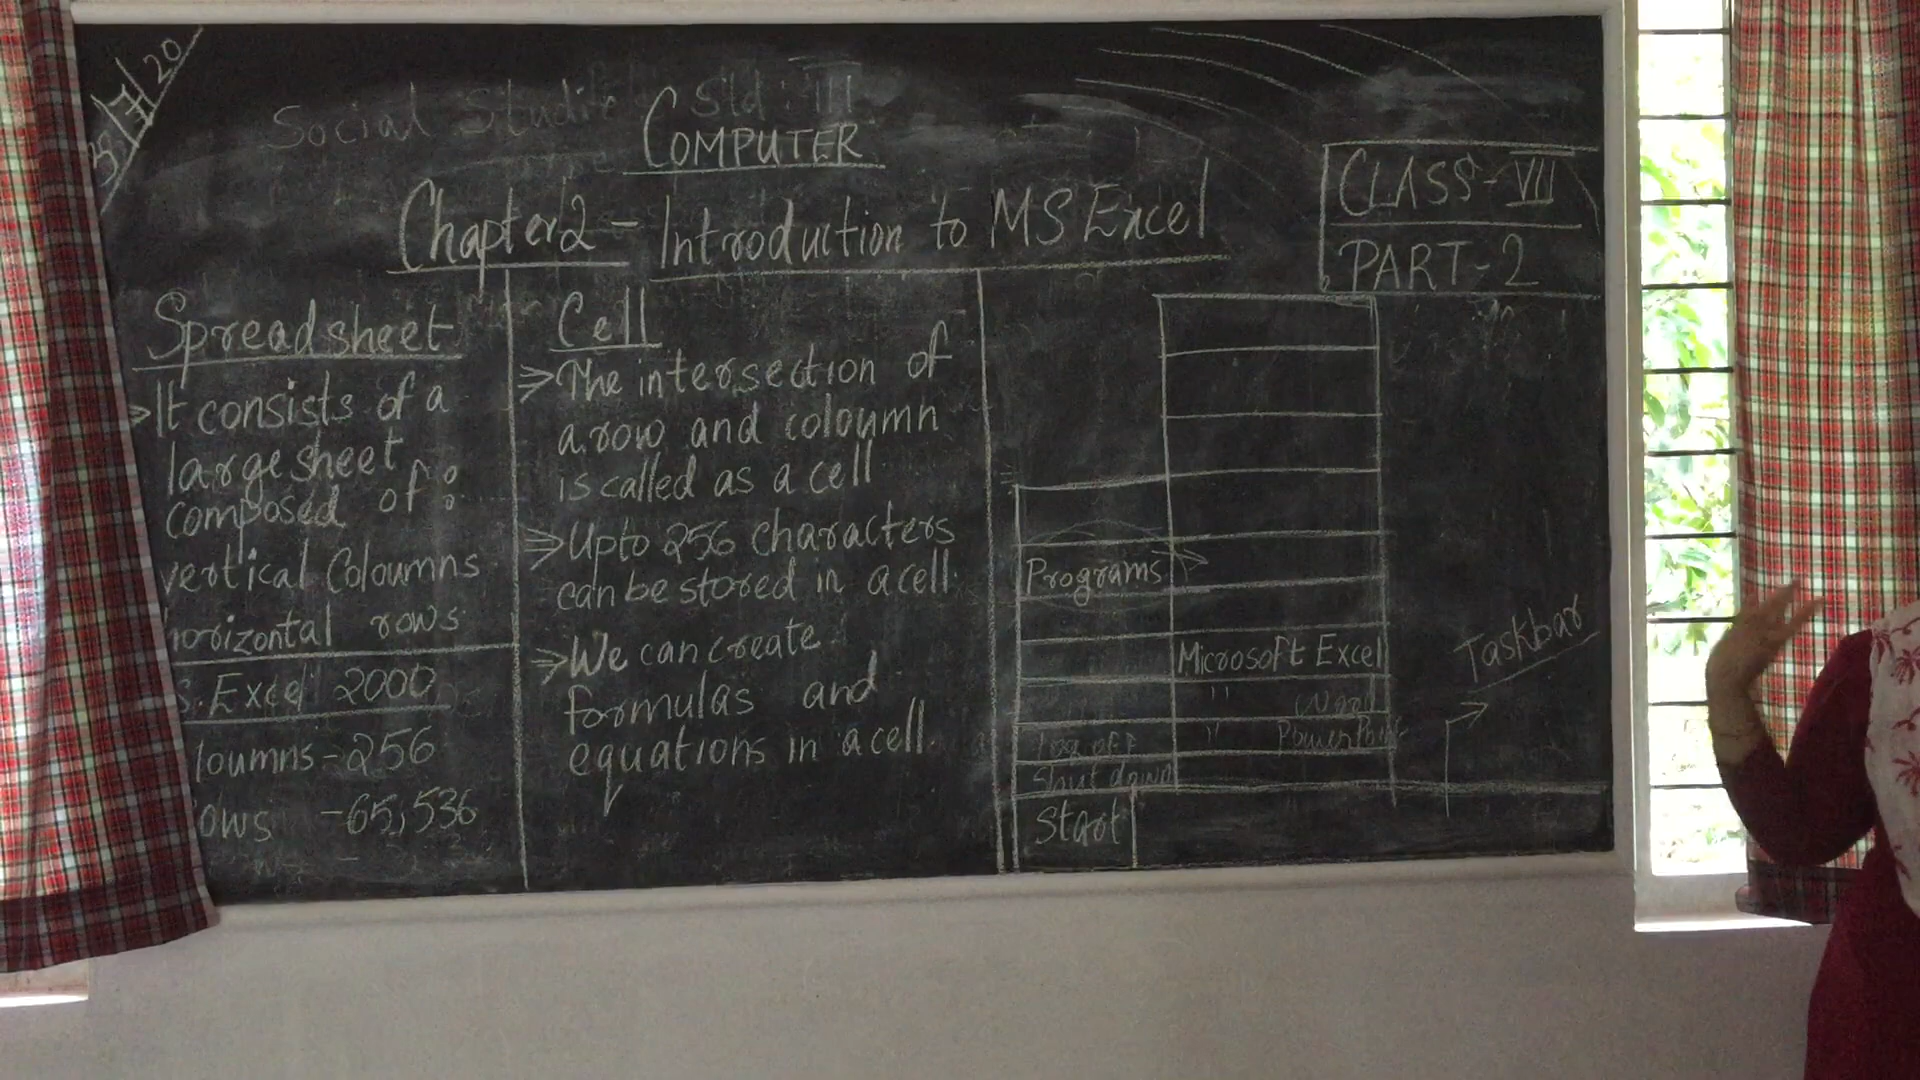 Social Studi
Std: III
COMPUTER
Chapter 2 - Introduction to MS Excel
CLASS-VII
PART-2
Spreadsheet
It consists of a
large sheet
composed of :
vertical Coloumns
horizontal rows
S. Excel 2000
loumns - 256
ows - 65,536
Cell
⇒ The intersection of
a row and coloumn
is called as a cell
⇒ Upto 256 characters
can be stored in a cell.
⇒ We can create
formulas and
equations in a cell.
Programs
Microsoft Excel
" Word
" PowerPoint
Log off
Shut down
Start
Taskbar